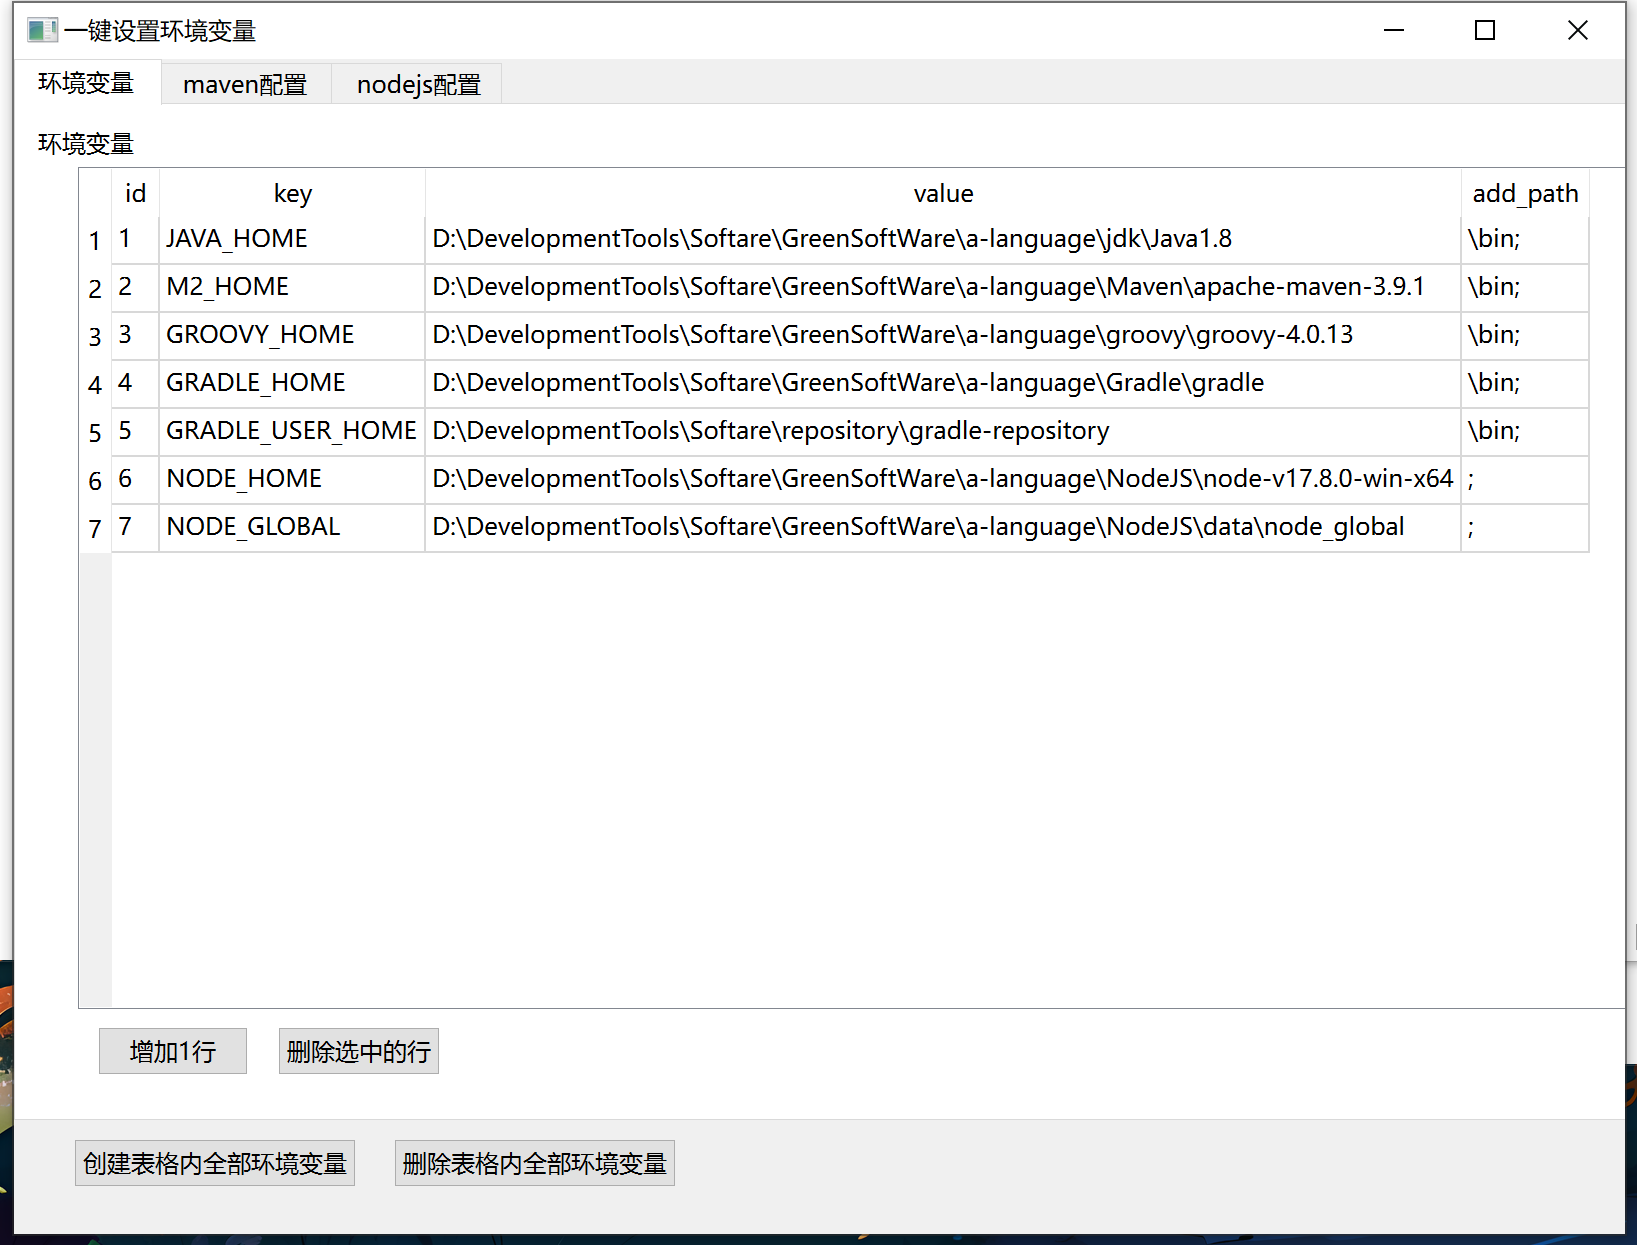 一键设置环境变量
环境变量 maven配置 nodejs配置
环境变量
id key value add_path
1 1 JAVA_HOME D:\DevelopmentTools\Softare\GreenSoftWare\a-language\jdk\Java1.8 \bin;
2 2 M2_HOME D:\DevelopmentTools\Softare\GreenSoftWare\a-language\Maven\apache-maven-3.9.1 \bin;
3 3 GROOVY_HOME D:\DevelopmentTools\Softare\GreenSoftWare\a-language\groovy\groovy-4.0.13 \bin;
4 4 GRADLE_HOME D:\DevelopmentTools\Softare\GreenSoftWare\a-language\Gradle\gradle \bin;
5 5 GRADLE_USER_HOME D:\DevelopmentTools\Softare\repository\gradle-repository \bin;
6 6 NODE_HOME D:\DevelopmentTools\Softare\GreenSoftWare\a-language\NodeJS\node-v17.8.0-win-x64 ;
7 7 NODE_GLOBAL D:\DevelopmentTools\Softare\GreenSoftWare\a-language\NodeJS\data\node_global ;
增加1行 删除选中的行
创建表格内全部环境变量 删除表格内全部环境变量